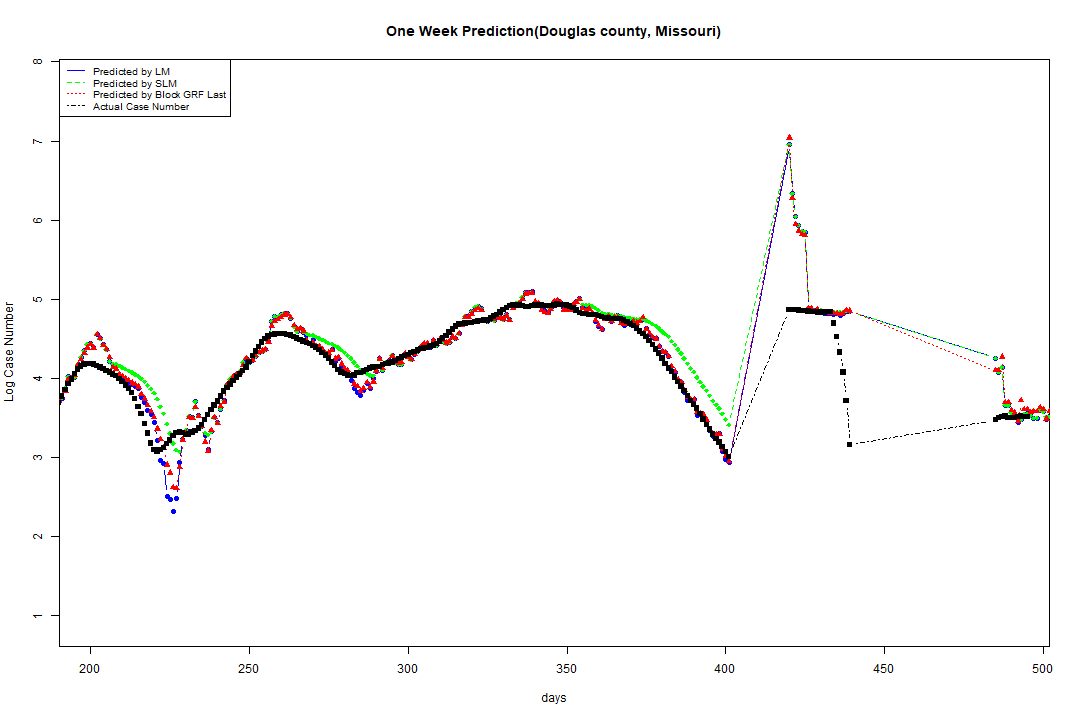 One Week Prediction(Douglas county, Missouri)
Predicted by LM
Predicted by SLM
Predicted by Block GRF Last
Actual Case Number
Log Case Number
8
7
6
5
4
3
2
1
200 250 300 350 400 450 500
days